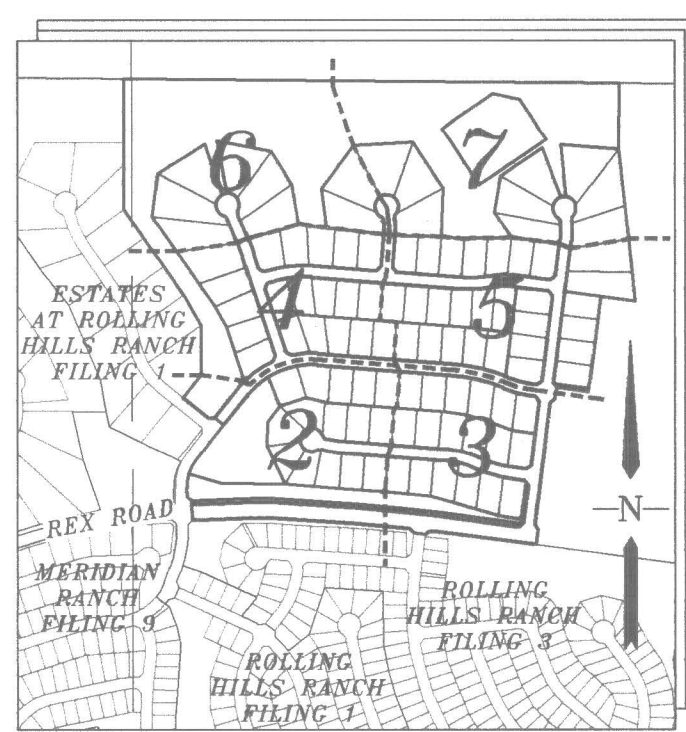 6
7
4
5
ESTATES
AT ROLLING
HILLS RANCH
FILING 1
2
3
REX ROAD
N
MERIDIAN
RANCH
FILING 9
ROLLING
HILLS RANCH
FILING 3
ROLLING
HILLS RANCH
FILING 1